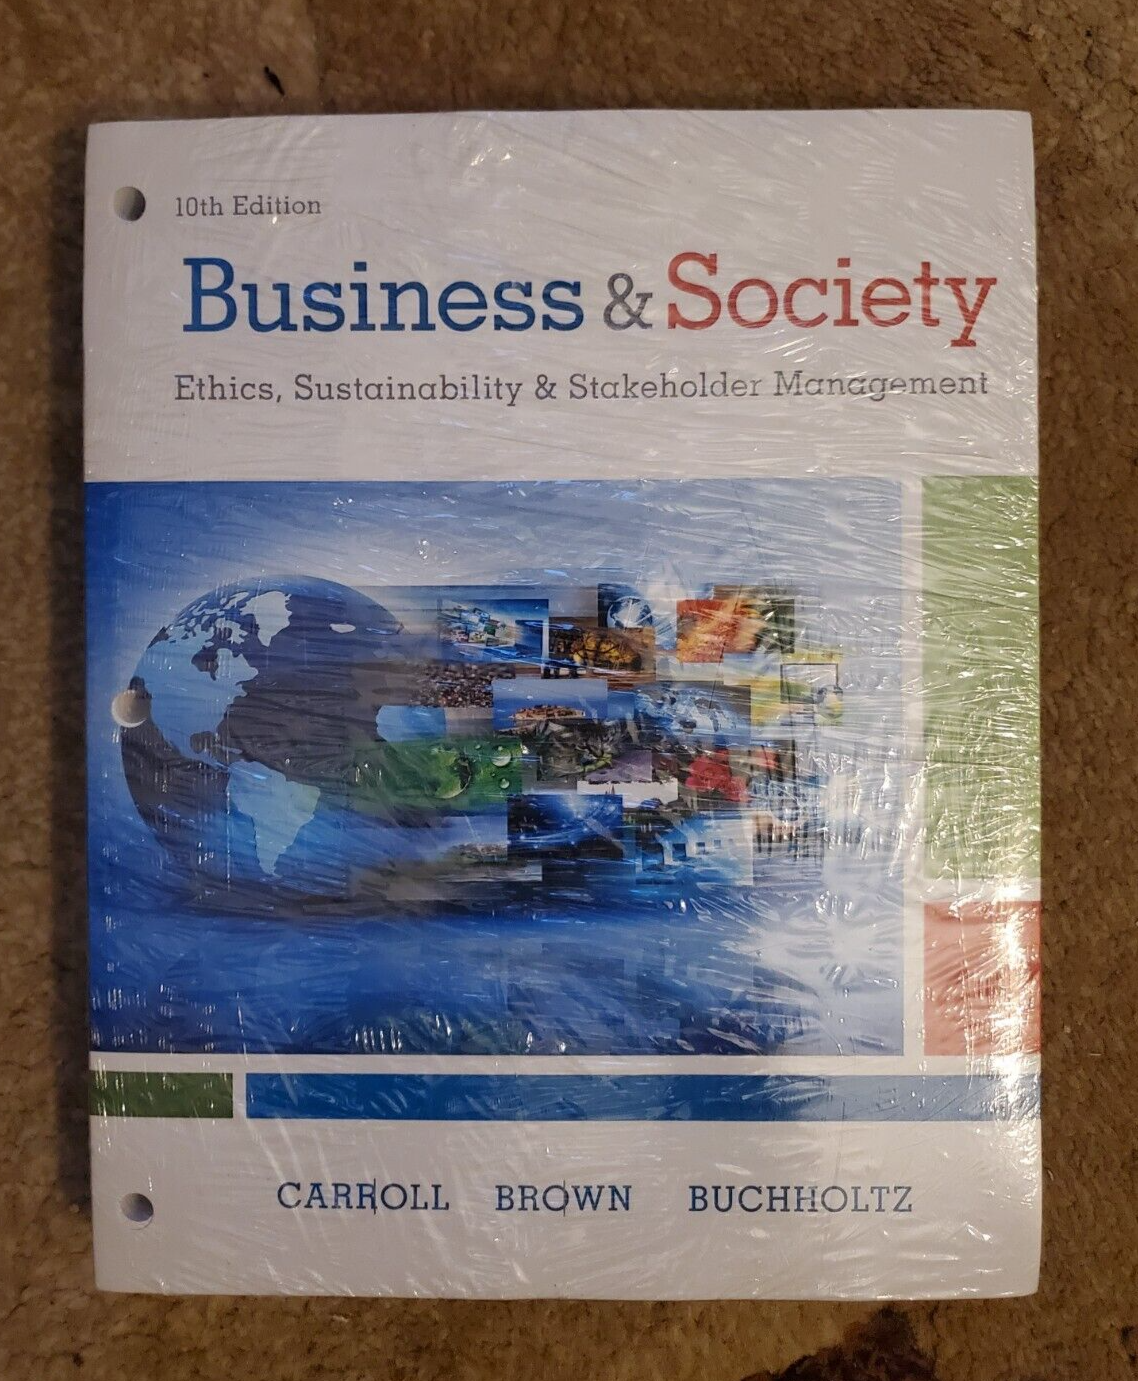 10th Edition
Business & Society
Ethics, Sustainability & Stakeholder Management
CARROLL BROWN BUCHHOLTZ